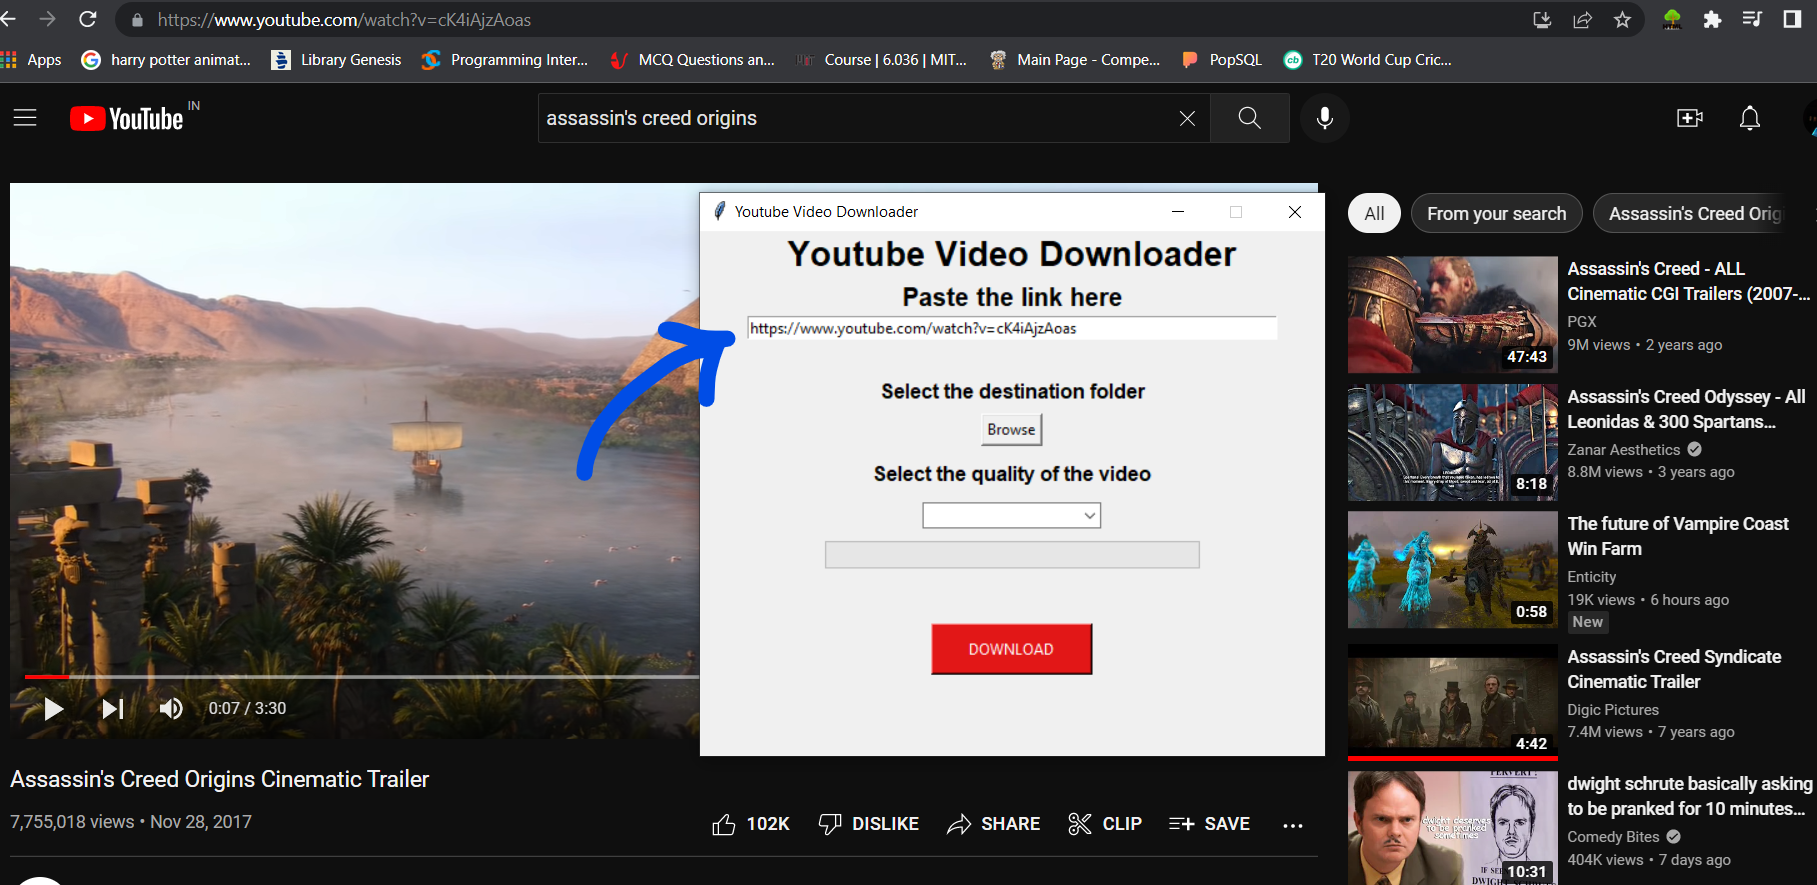 https://www.youtube.com/watch?v=cK4iAjzAoas
Apps
harry potter animat...
Library Genesis
Programming Inter...
MCQ Questions an...
Course | 6.036 | MIT...
Main Page - Compe...
PopSQL
T20 World Cup Cric...
YouTube IN
assassin's creed origins
Youtube Video Downloader
Youtube Video Downloader
Paste the link here
https://www.youtube.com/watch?v=cK4iAjzAoas
Select the destination folder
Browse
Select the quality of the video
DOWNLOAD
0:07 / 3:30
Assassin's Creed Origins Cinematic Trailer
7,755,018 views • Nov 28, 2017
102K
DISLIKE
SHARE
CLIP
SAVE
All
From your search
Assassin's Creed Orig
Assassin's Creed - ALL
Cinematic CGI Trailers (2007-...
PGX
9M views • 2 years ago
47:43
Assassin's Creed Odyssey - All
Leonidas & 300 Spartans...
Zanar Aesthetics
8.8M views • 3 years ago
8:18
The future of Vampire Coast
Win Farm
Enticity
19K views • 6 hours ago
New
0:58
Assassin's Creed Syndicate
Cinematic Trailer
Digic Pictures
7.4M views • 7 years ago
4:42
dwight schrute basically asking
to be pranked for 10 minutes...
Comedy Bites
404K views • 7 days ago
PERVERT!
dwight deserves
to be pranked
sometimes
10:31